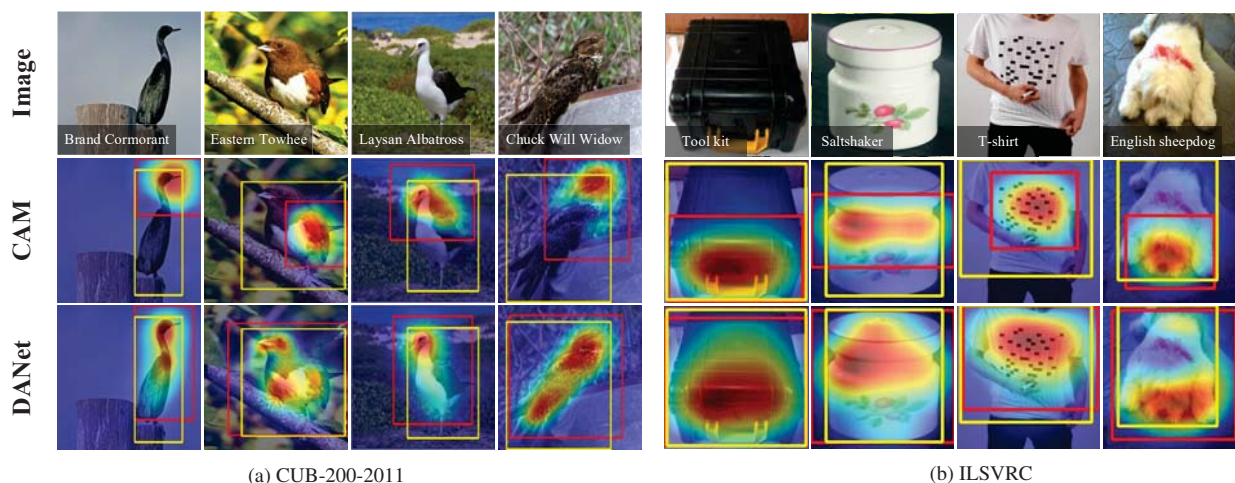 Image
Brand Cormorant
Eastern Towhee
Laysan Albatross
Chuck Will Widow
Tool kit
Saltshaker
T-shirt
English sheepdog
CAM
DANet
(a) CUB-200-2011
(b) ILSVRC